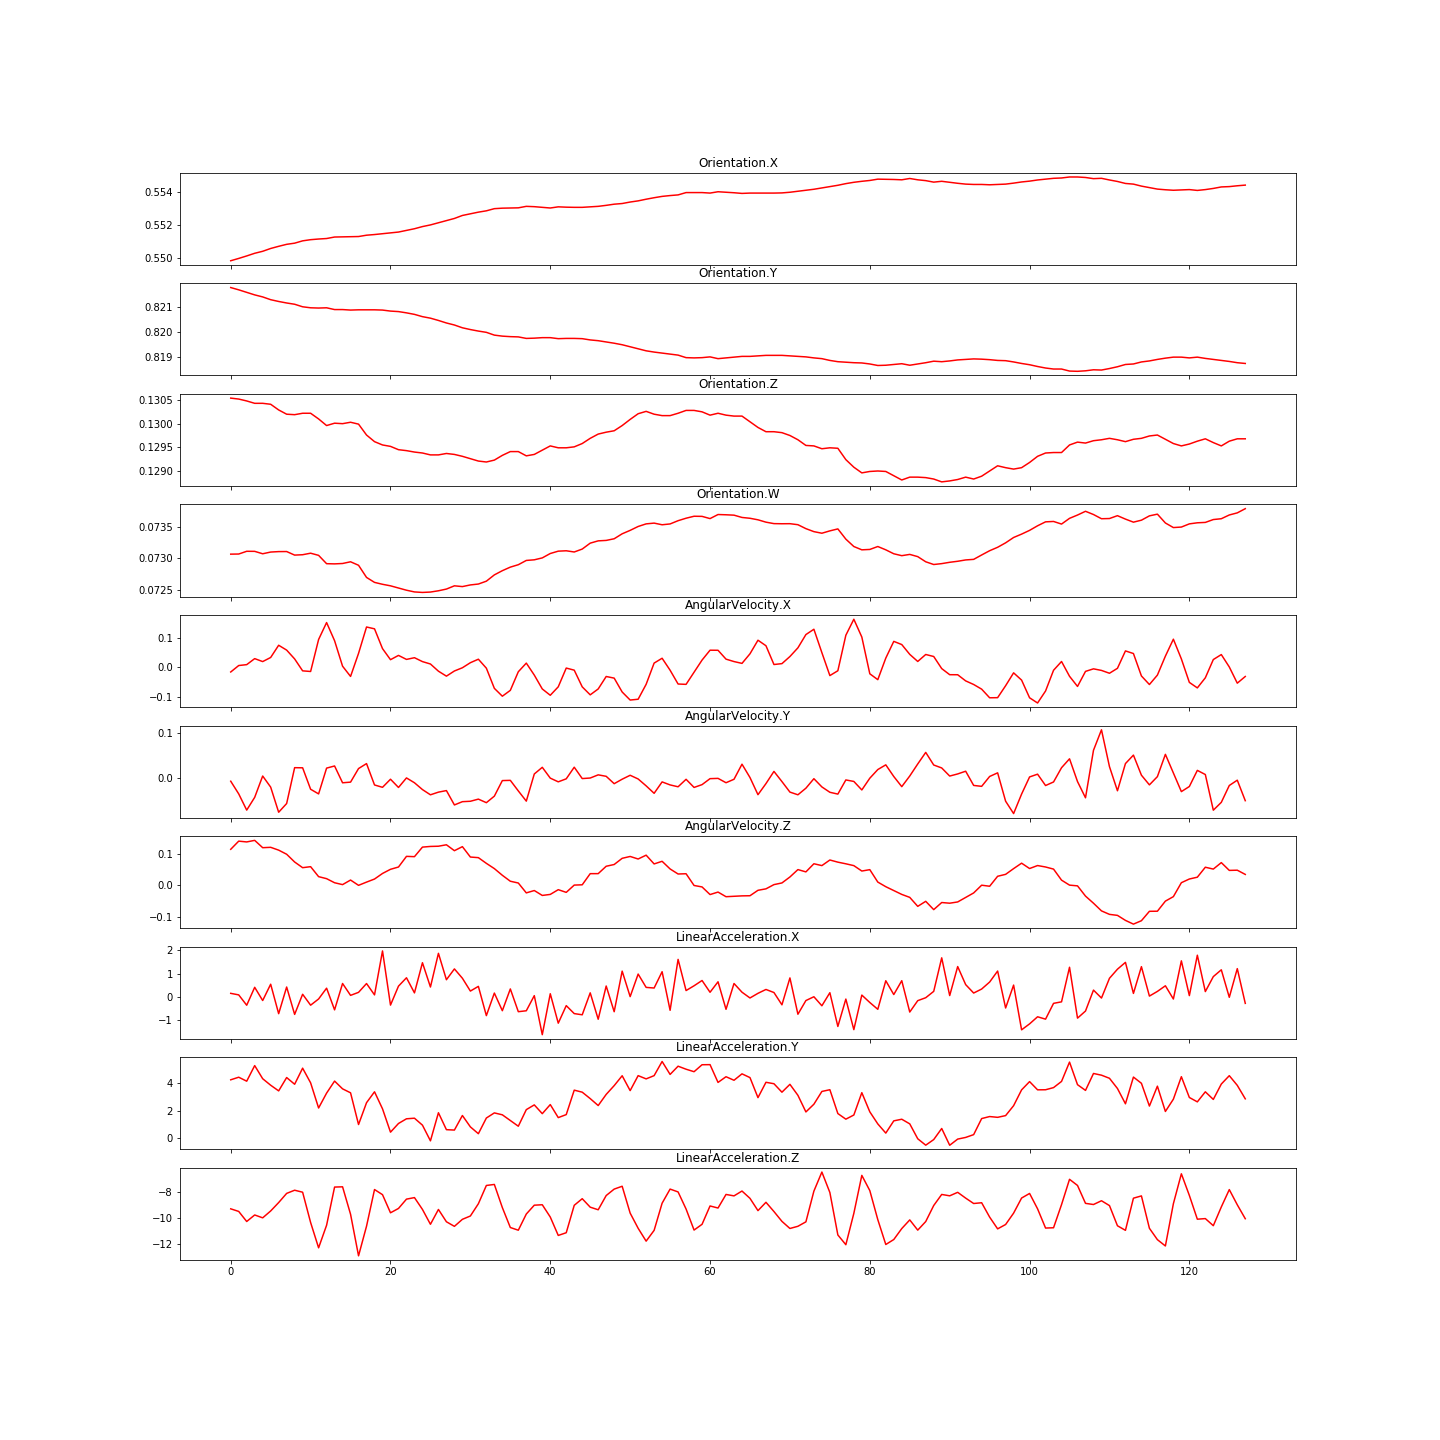 Orientation.X
0.554
0.552
0.550
Orientation.Y
0.821
0.820
0.819
Orientation.Z
0.1305
0.1300
0.1295
0.1290
Orientation.W
0.0735
0.0730
0.0725
AngularVelocity.X
0.1
0.0
−0.1
AngularVelocity.Y
0.1
0.0
AngularVelocity.Z
0.1
0.0
−0.1
LinearAcceleration.X
2
1
0
−1
LinearAcceleration.Y
4
2
0
LinearAcceleration.Z
−8
−10
−12
0 20 40 60 80 100 120